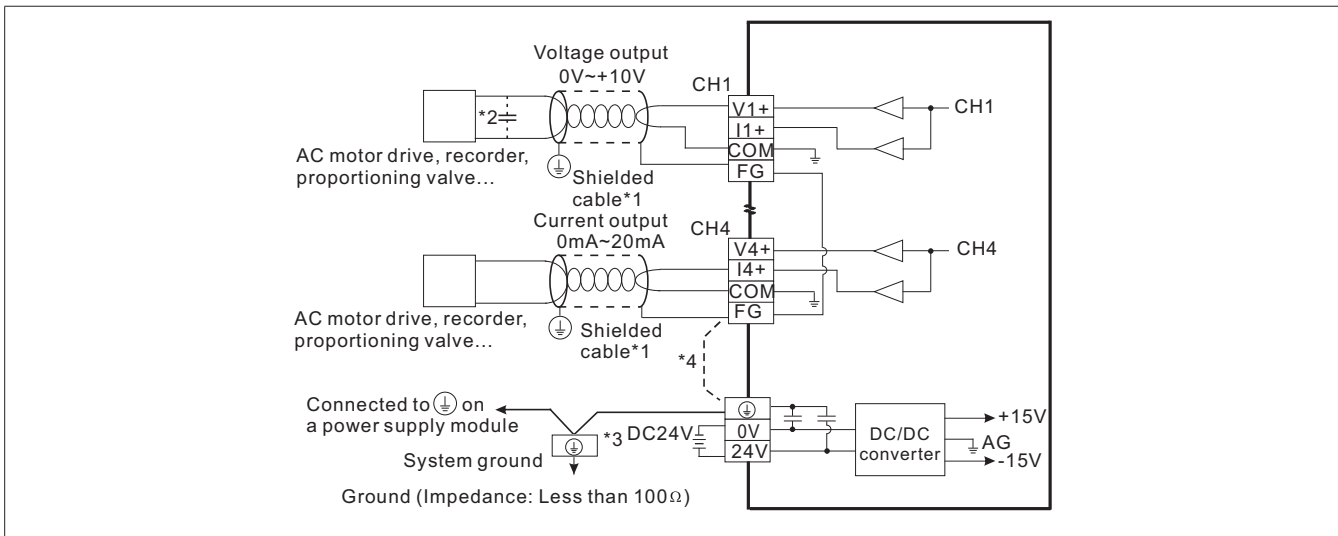 Voltage output
0V~+10V
CH1
V1+
I1+
COM
FG
CH1
*2
AC motor drive, recorder,
proportioning valve...
Shielded
cable*1
Current output
0mA~20mA
CH4
V4+
I4+
COM
FG
CH4
AC motor drive, recorder,
proportioning valve...
Shielded
cable*1
*4
Connected to on
a power supply module
*3
DC24V
0V
24V
DC/DC
converter
+15V
AG
-15V
System ground
Ground (Impedance: Less than 100Ω)